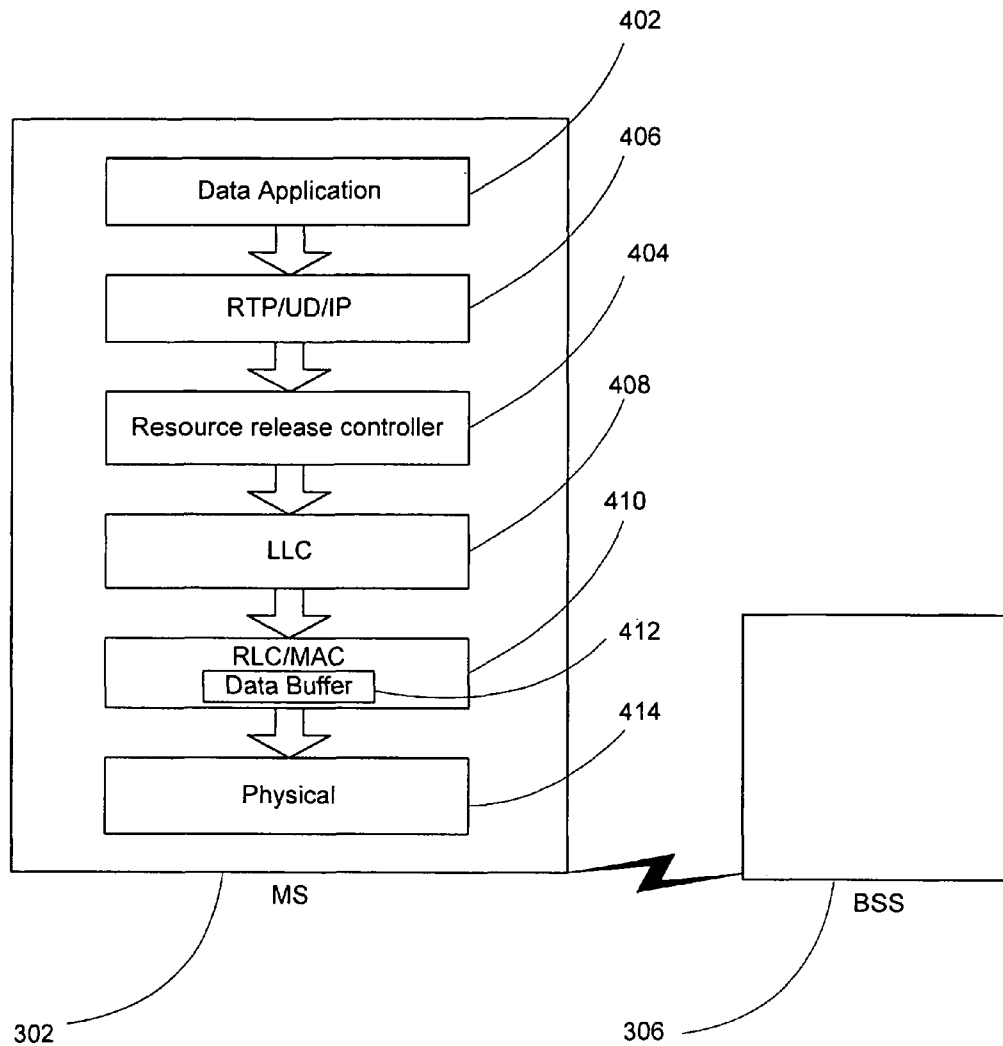 402
406
Data Application
404
RTP/UD/IP
408
Resource release controller
410
LLC
412
RLC/MAC
Data Buffer
414
Physical
MS
BSS
302
306